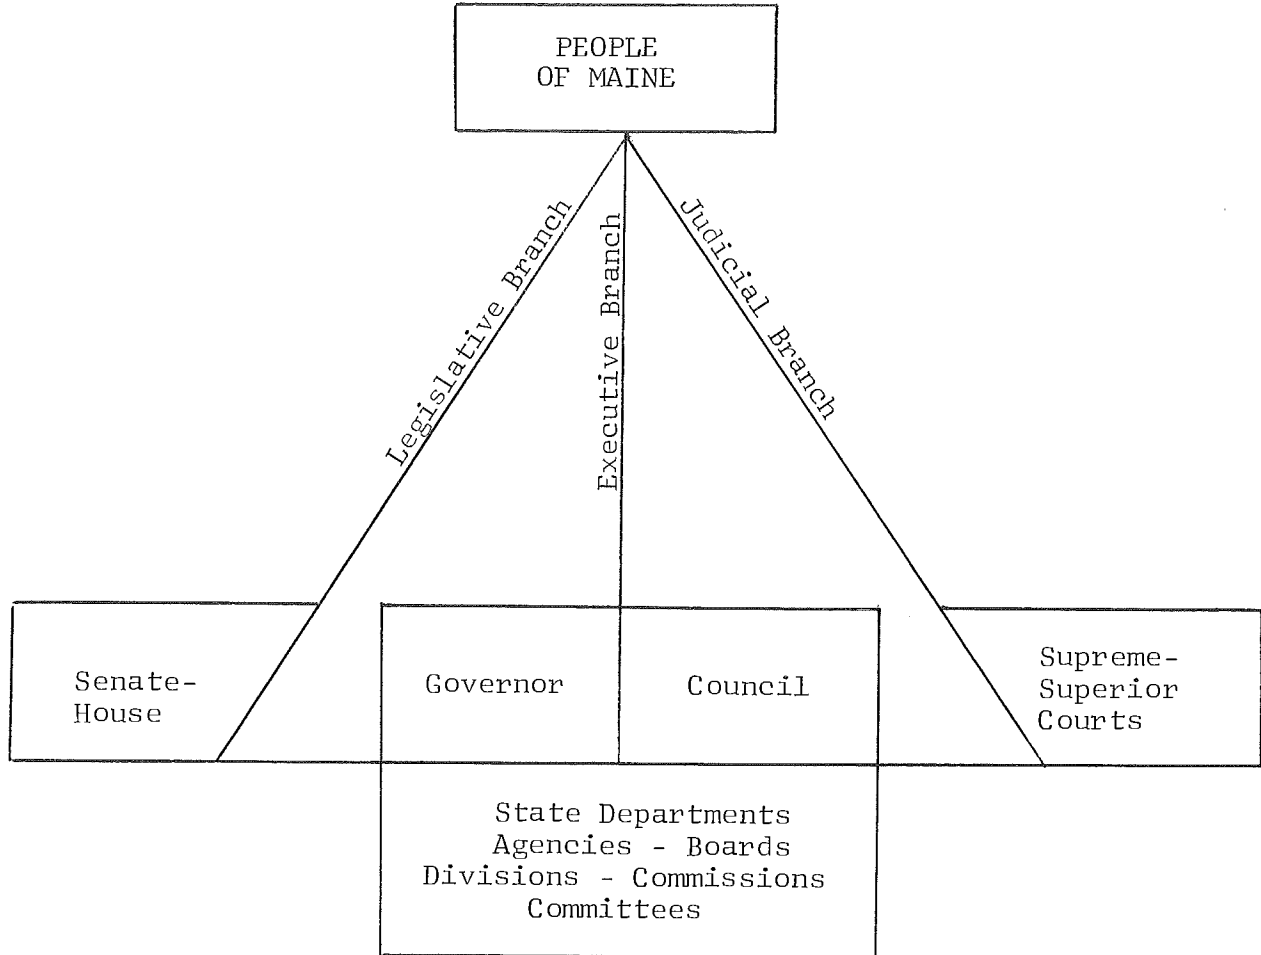 PEOPLE
OF MAINE
Legislative Branch
Executive Branch
Judicial Branch
Senate-
House
Governor
Council
Supreme-
Superior
Courts
State Departments
Agencies - Boards
Divisions - Commissions
Committees